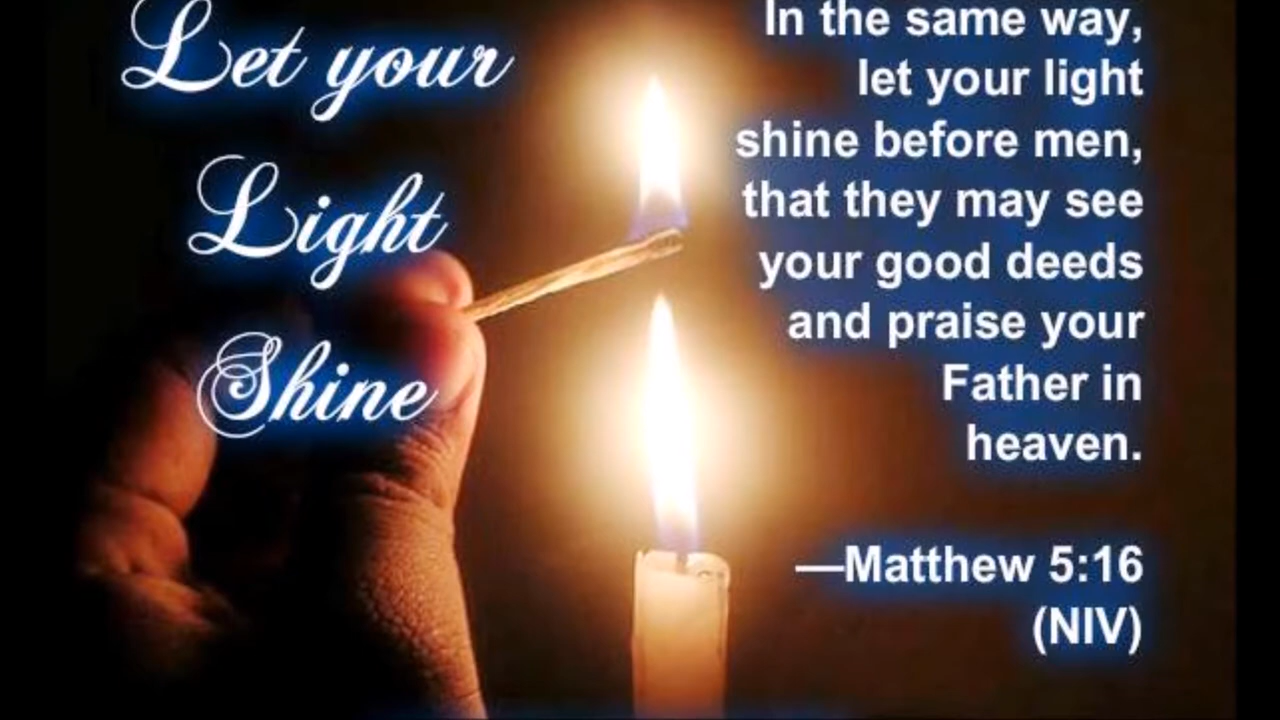 Let your
Light
Shine
In the same way,
let your light
shine before men,
that they may see
your good deeds
and praise your
Father in
heaven.
—Matthew 5:16
(NIV)